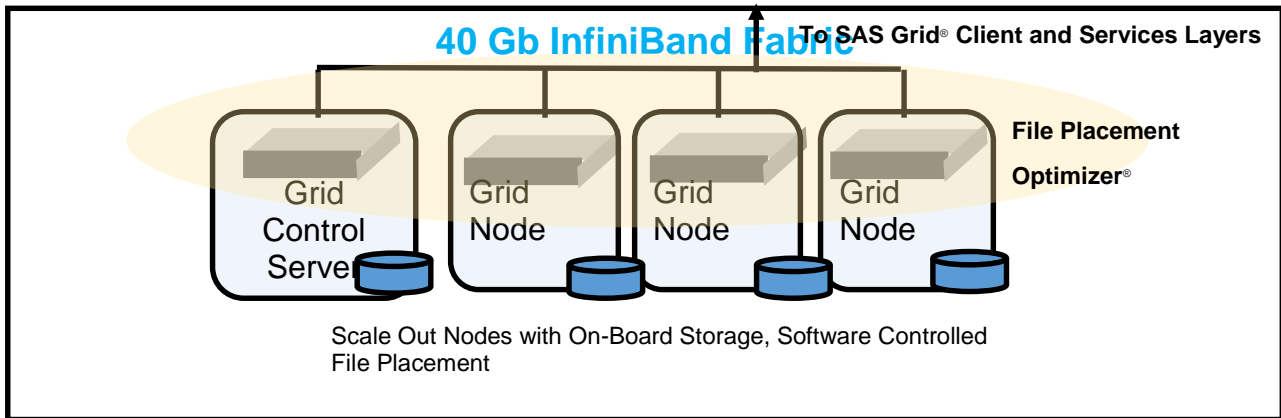 40 Gb InfiniBand Fabric
To SAS Grid® Client and Services Layers
File Placement
Optimizer®
Grid
Control
Server
Grid
Node
Grid
Node
Grid
Node
Scale Out Nodes with On-Board Storage, Software Controlled
File Placement